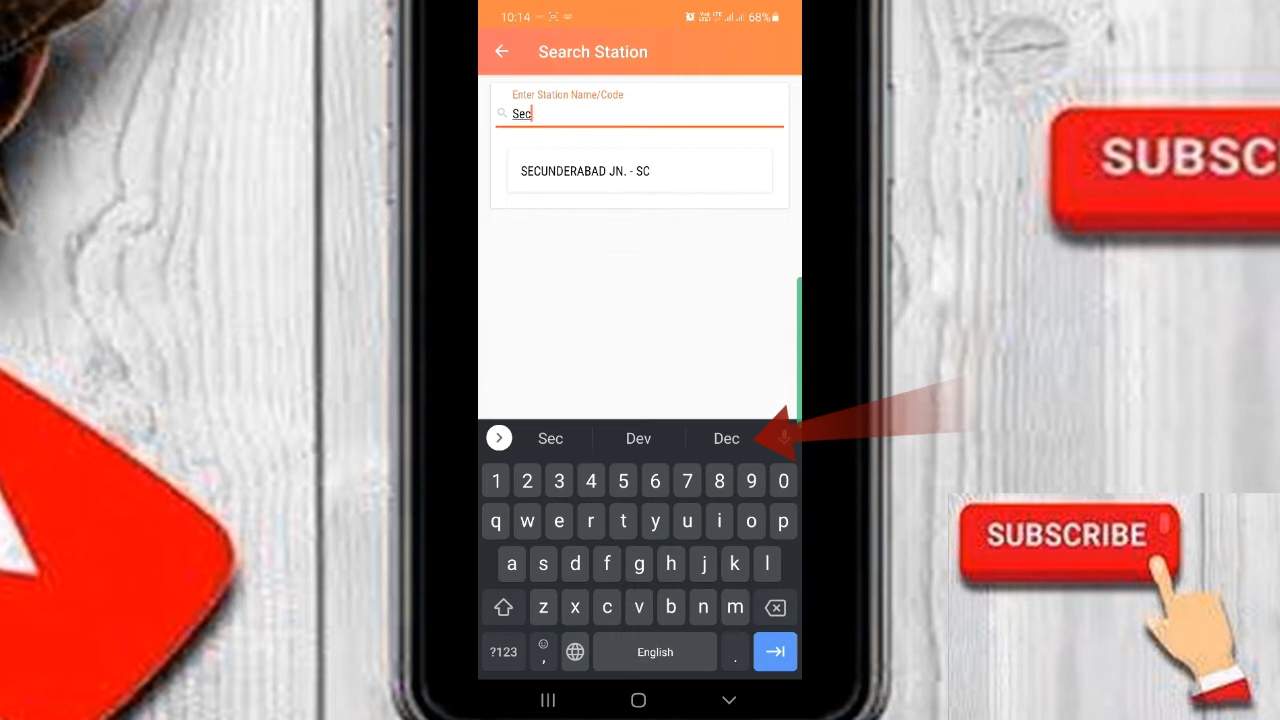 10:14
68%
Search Station
Enter Station Name/Code
Sec
SECUNDERABAD JN. - SC
SUBSC
Sec Dev Dec
1 2 3 4 5 6 7 8 9 0
q w e r t y u i o p
a s d f g h j k l
z x c v b n m
?123 , English .
SUBSCRIBE